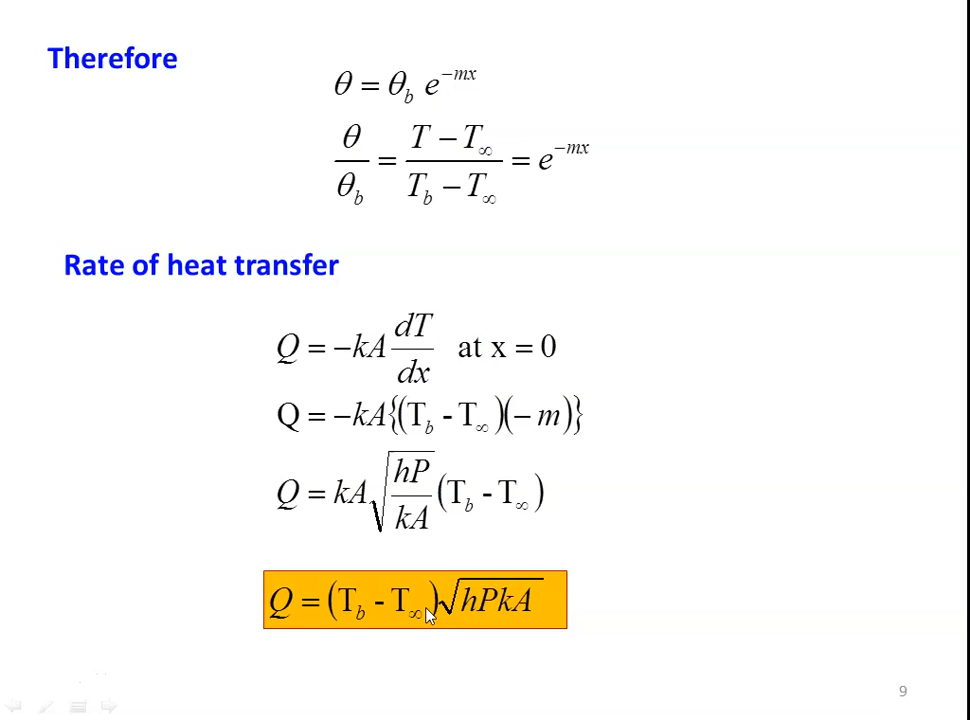 Therefore
θ = θ_b e^{−mx}
θ/θ_b = (T − T_∞)/(T_b − T_∞) = e^{−mx}
Rate of heat transfer
Q = −kA dT/dx at x = 0
Q = −kA{(T_b - T_∞)(− m)}
Q = kA√(hP/kA) (T_b - T_∞)
Q = (T_b - T_∞)√hPkA
9